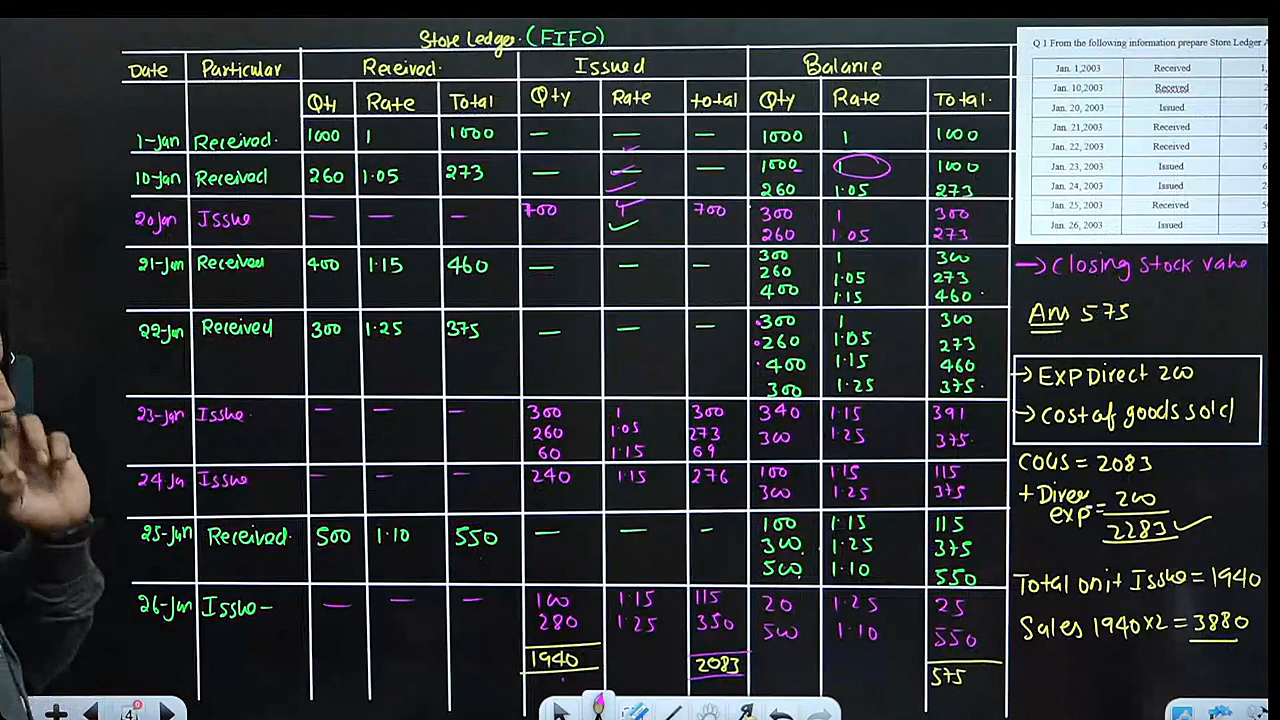 Store Ledger. (FIFO)
Date Particular Received. Issued Balance
Qty Rate Total Qty Rate total Qty Rate Total.
1-Jan Received. 1000 1 1000 — — — 1000 1 1000
10-Jan Received 260 1.05 273 — — — 1000 1000
260 1.05 273
20Jan Issue — — — 700 1 700 300 1 300
260 1.05 273
21-Jan Received 400 1.15 460 — — — 300 1 300
260 1.05 273
400 1.15 460
22-Jan Received 300 1.25 375 — — — 300 1 300
260 1.05 273
400 1.15 460
300 1.25 375
23-Jan Issue — — — 300 1 300 340 1.15 391
260 1.05 273 300 1.25 375
60 1.15 69
24Ja Issue — — — 240 1.15 276 100 1.15 115
300 1.25 375
25-Jan Received. 500 1.10 550 — — — 100 1.15 115
300 1.25 375
500 1.10 550
26-Jan Issue — — — 100 1.15 115 20 1.25 25
280 1.25 350 500 1.10 550
1940 2083 575
Q 1 From the following information prepare Store Ledger
Jan. 1,2003 Received
Jan. 10,2003 Received
Jan. 20, 2003 Issued
Jan. 21,2003 Received
Jan. 22, 2003 Received
Jan. 23, 2003 Issued
Jan. 24, 2003 Issued
Jan. 25, 2003 Received
Jan. 26, 2003 Issued
→ Closing Stock value
Ans 575
→ EXP Direct 200
→ Cost of goods sold
COGS = 2083
+ Direct exp = 200
2283 ✓
Total unit Issue = 1940
Sales 1940x2 = 3880
4